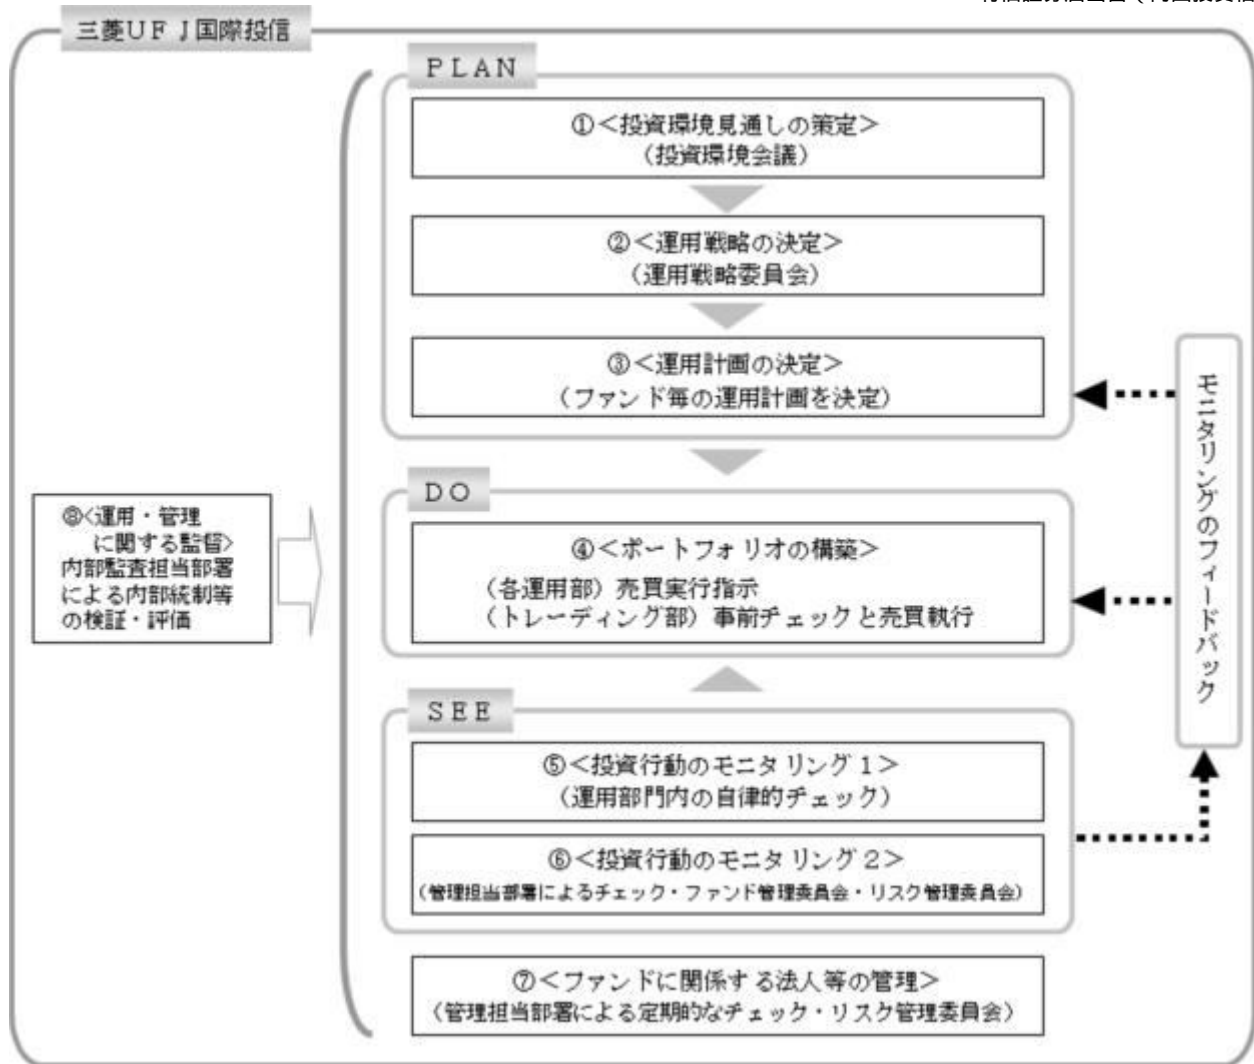 三菱UFJ国際投信
PLAN
①<投資環境見通しの策定>
(投資環境会議)
②<運用戦略の決定>
(運用戦略委員会)
③<運用計画の決定>
(ファンド毎の運用計画を決定)
DO
④<ポートフォリオの構築>
(各運用部)売買実行指示
(トレーディング部)事前チェックと売買執行
SEE
⑤<投資行動のモニタリング1>
(運用部門内の自律的チェック)
⑥<投資行動のモニタリング2>
(管理担当部署によるチェック・ファンド管理委員会・リスク管理委員会)
⑦<ファンドに関係する法人等の管理>
(管理担当部署による定期的なチェック・リスク管理委員会)
⑧<運用・管理
に関する監督>
内部監査担当部署
による内部統制等
の検証・評価
モニタリングのフィードバック